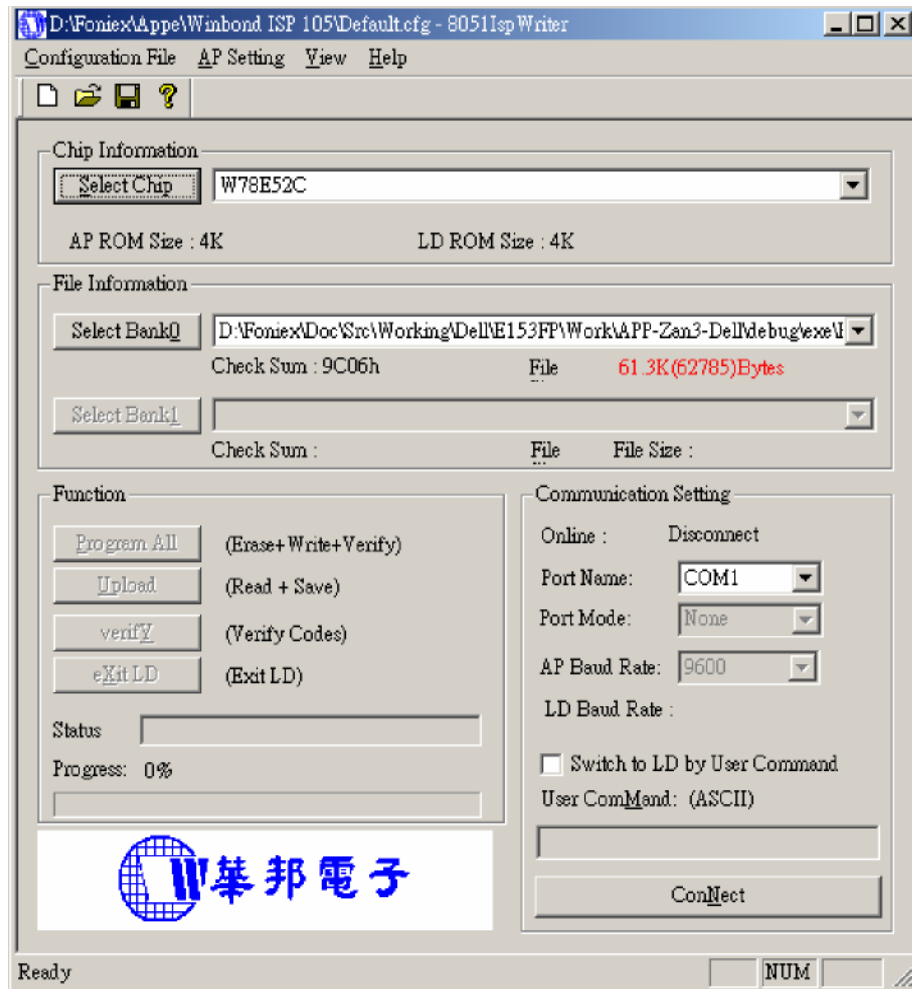 D:\Foniex\Appe\Winbond ISP 105\Default.cfg - 8051IspWriter
Configuration File AP Setting View Help
Chip Information
Select Chip W78E52C
AP ROM Size : 4K LD ROM Size : 4K
File Information
Select Bank0 D:\Foniex\Doc\Src\Working\Dell\E153FP\Work\APP-Zan3-Dell\debug\exe\
Check Sum : 9C06h File 61.3K(62785)Bytes
Select Bank1
Check Sum : File File Size :
Function
Program All (Erase+Write+Verify)
Upload (Read + Save)
verifY (Verify Codes)
eXit LD (Exit LD)
Status
Progress: 0%
華邦電子
Communication Setting
Online : Disconnect
Port Name: COM1
Port Mode: None
AP Baud Rate: 9600
LD Baud Rate :
Switch to LD by User Command
User ComMand: (ASCII)
ConNect
Ready NUM